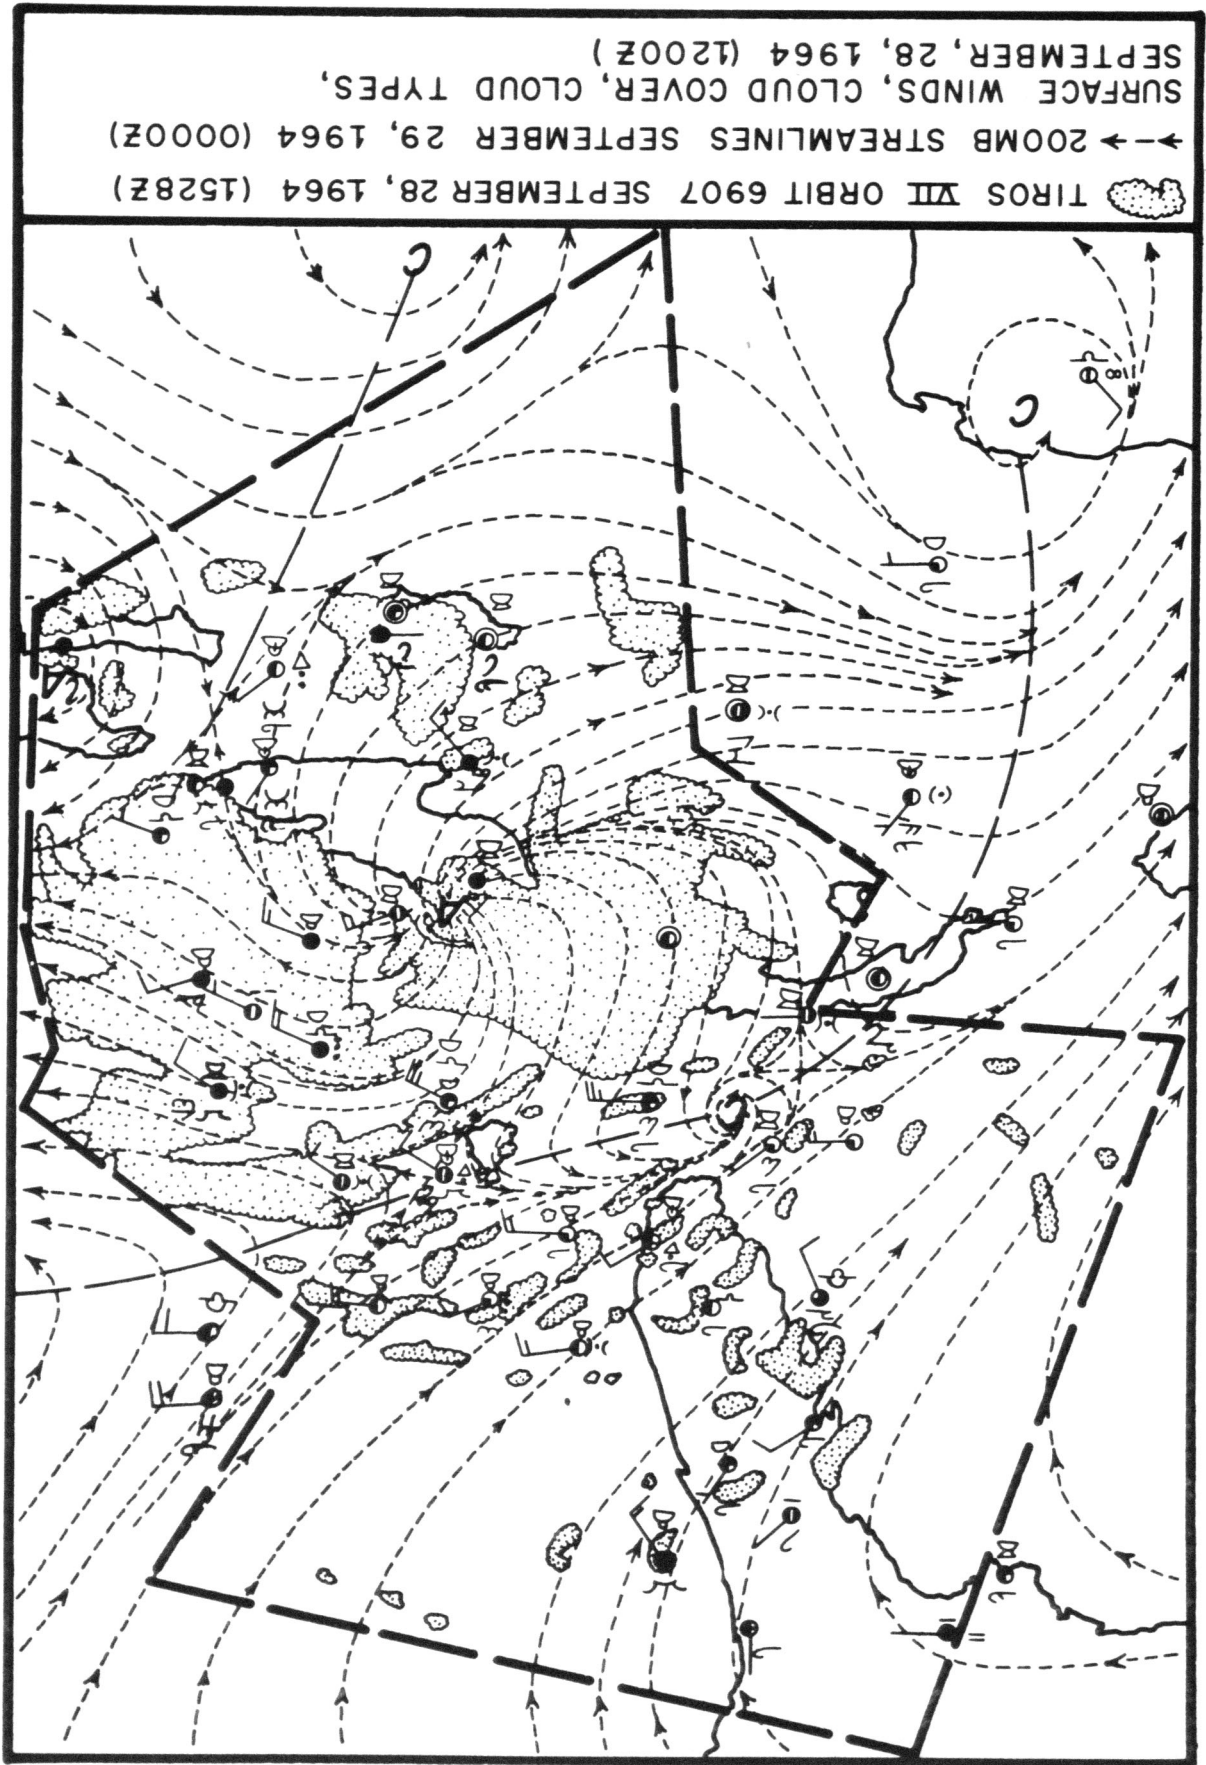 TIROS VII ORBIT 6907 SEPTEMBER 28, 1964 (1528Z)
200MB STREAMLINES SEPTEMBER 29, 1964 (0000Z)
SURFACE WINDS, CLOUD COVER, CLOUD TYPES,
SEPTEMBER, 28, 1964 (1200Z)
C
C